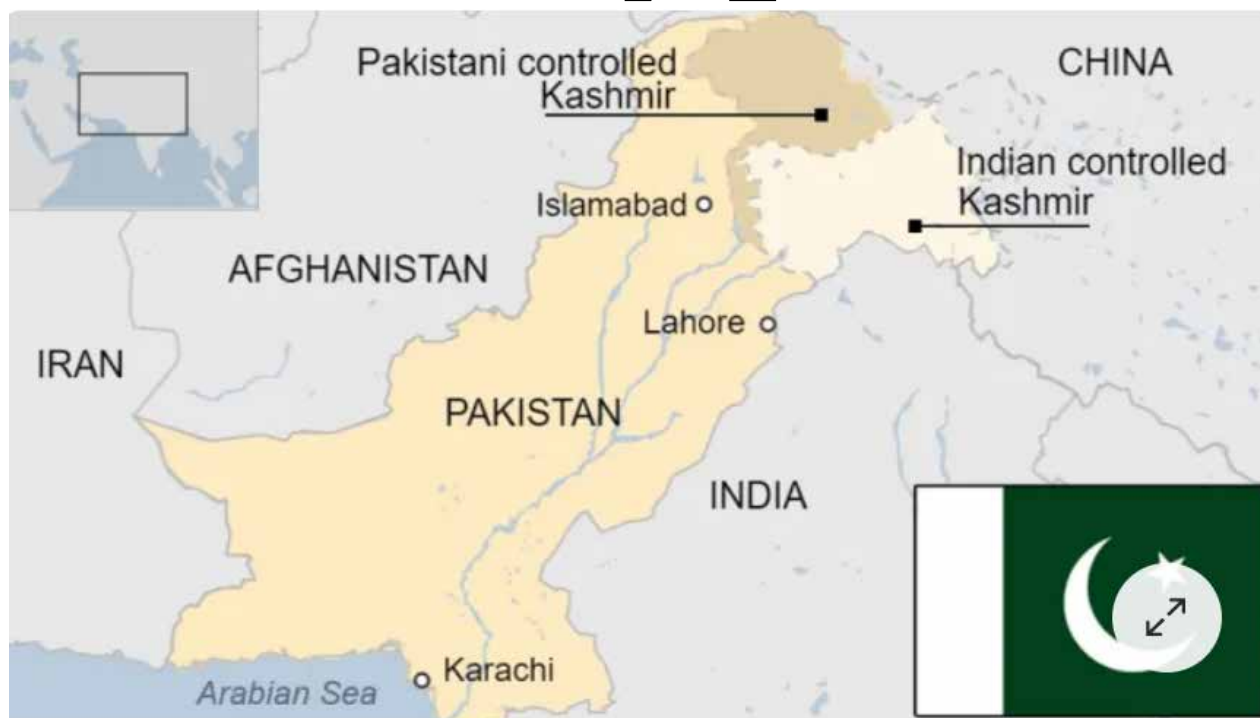 Pakistani controlled
Kashmir
CHINA
Indian controlled
Kashmir
Islamabad
AFGHANISTAN
Lahore
IRAN
PAKISTAN
INDIA
Karachi
Arabian Sea